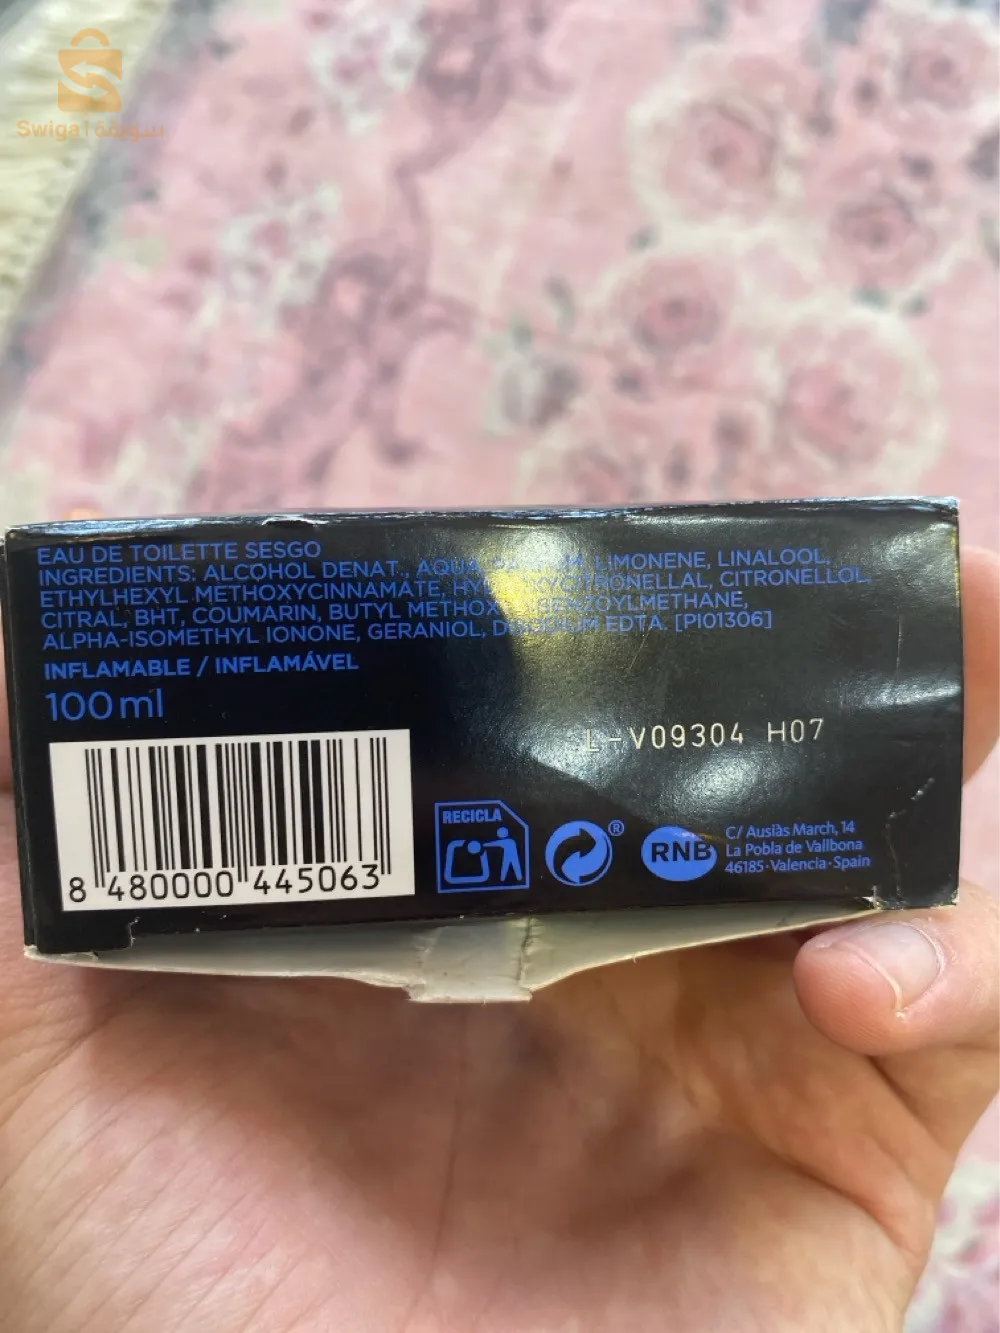 Swiqa سويقة
EAU DE TOILETTE SESGO
INGREDIENTS: ALCOHOL DENAT., AQUA, LIMONENE, LINALOOL,
ETHYLHEXYL METHOXYCINNAMATE, CITRONELLOL,
CITRAL, BHT, COUMARIN, BUTYL
ALPHA-ISOMETHYL IONONE, GERANIOL, EDTA. [PI01306]
INFLAMABLE / INFLAMÁVEL
100 ml
L-V09304 H07
8 480000 445063
RECICLA
®
RNB
C/ Ausiàs March, 14
La Pobla de Vallbona
46185·Valencia·Spain